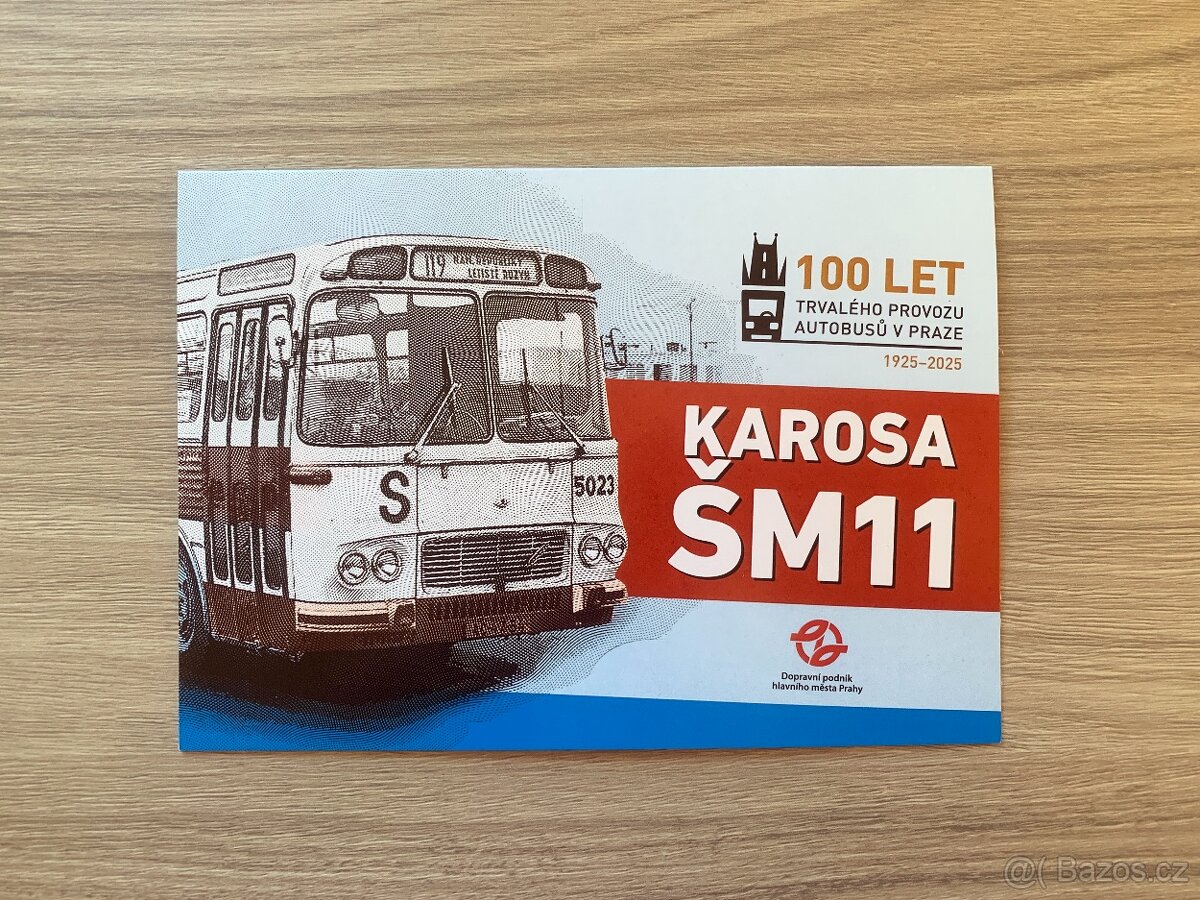 119
NÁM. REPUBLIKY
LETIŠTĚ RUZYŇ
S
5023
100 LET
TRVALÉHO PROVOZU
AUTOBUSŮ V PRAZE
1925–2025
KAROSA
ŠM11
Dopravní podnik
hlavního města Prahy
@( Bazos.cz